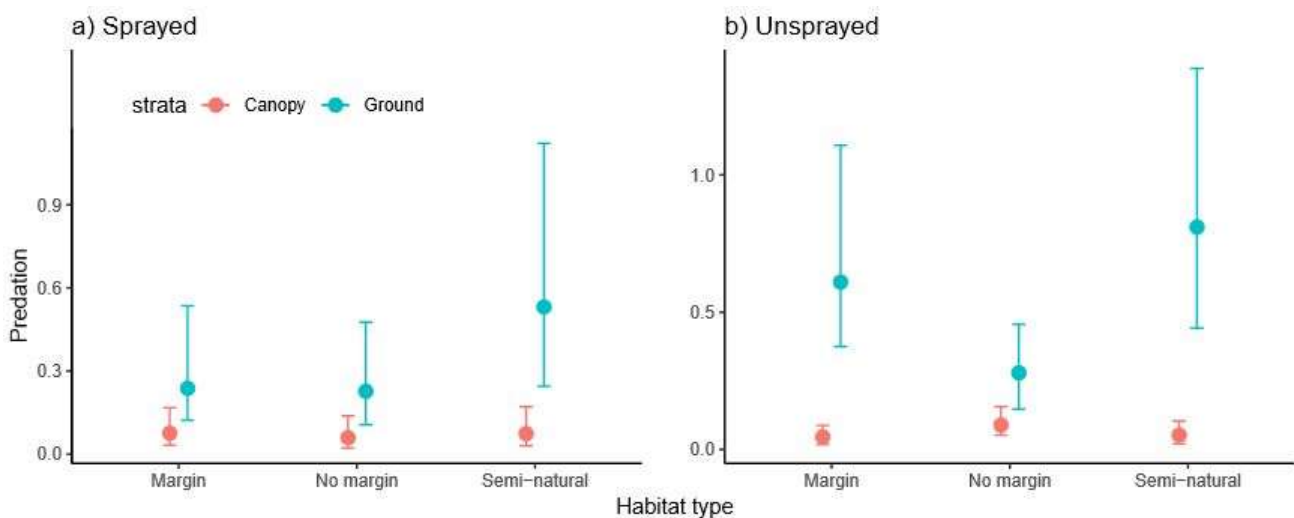 a) Sprayed
strata Canopy Ground
Predation
0.9
0.6
0.3
0.0
Margin No margin Semi-natural
b) Unsprayed
1.0
0.5
0.0
Margin No margin Semi-natural
Habitat type